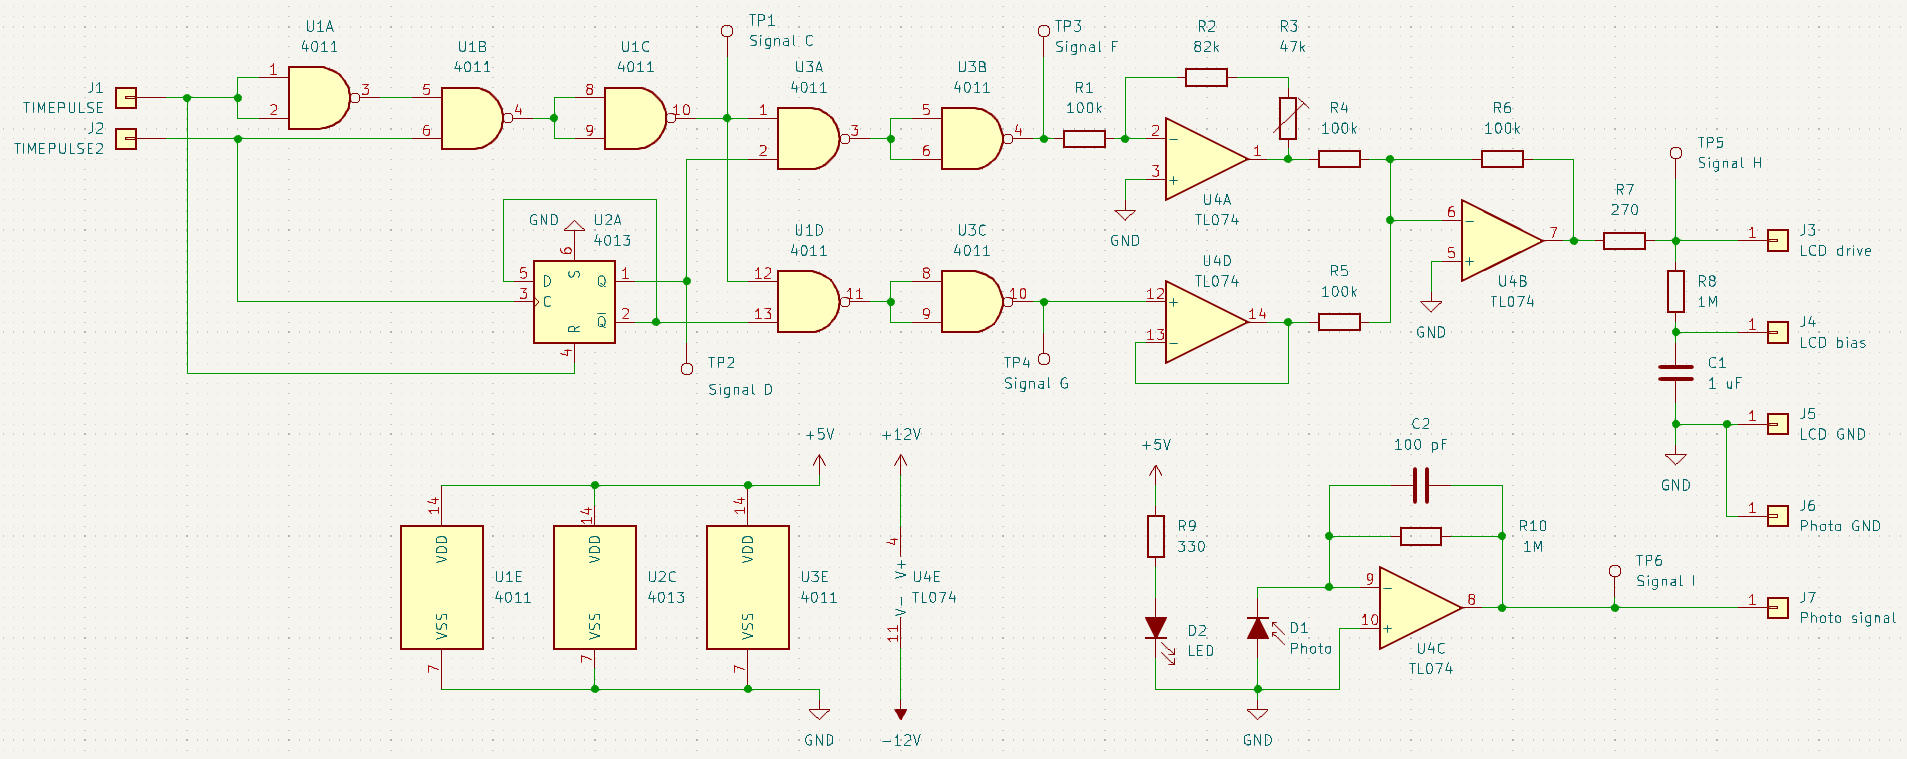 J1
TIMEPULSE
J2
TIMEPULSE2
U1A
4011
1
2
3
U1B
4011
5
6
4
U1C
4011
8
9
10
TP1
Signal C
U3A
4011
1
2
3
U3B
4011
5
6
4
TP3
Signal F
R1
100k
R2
82k
R3
47k
2
−
3
+
1
U4A
TL074
GND
R4
100k
R6
100k
GND
U2A
4013
6
S
5
D
Q
1
3
C
Q
2
R
4
TP2
Signal D
U1D
4011
12
13
11
U3C
4011
8
9
10
TP4
Signal G
U4D
TL074
12
+
13
−
14
R5
100k
6
−
5
+
7
U4B
TL074
GND
R7
270
TP5
Signal H
1
J3
LCD drive
R8
1M
1
J4
LCD bias
C1
1 uF
1
J5
LCD GND
GND
1
J6
Photo GND
+5V
14
VDD
VSS
7
U1E
4011
14
VDD
VSS
7
U2C
4013
14
VDD
VSS
7
U3E
4011
GND
+12V
4
V+
V−
11
U4E
TL074
−12V
+5V
R9
330
D2
LED
D1
Photo
GND
C2
100 pF
R10
1M
9
−
10
+
8
U4C
TL074
TP6
Signal I
1
J7
Photo signal